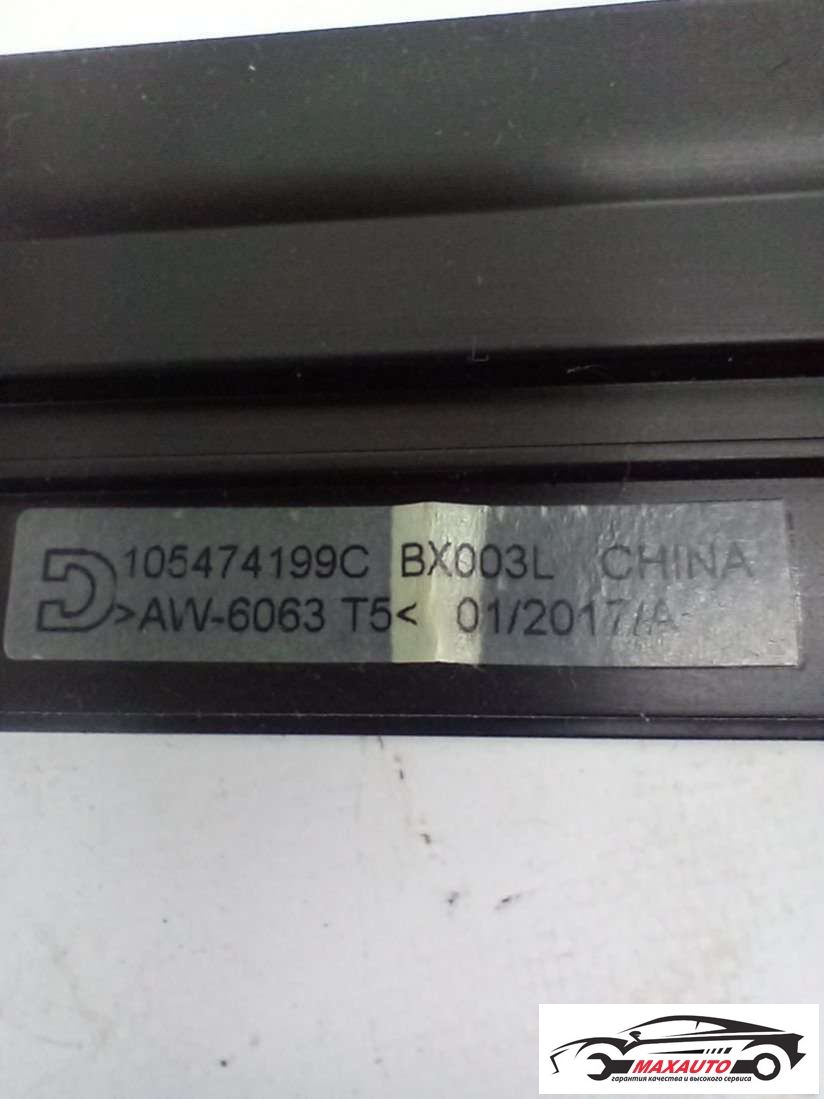 105474199C BX003L CHINA
>AW-6063 T5< 01/2017/A
MAXAUTO
гарантия качества и высокого сервиса